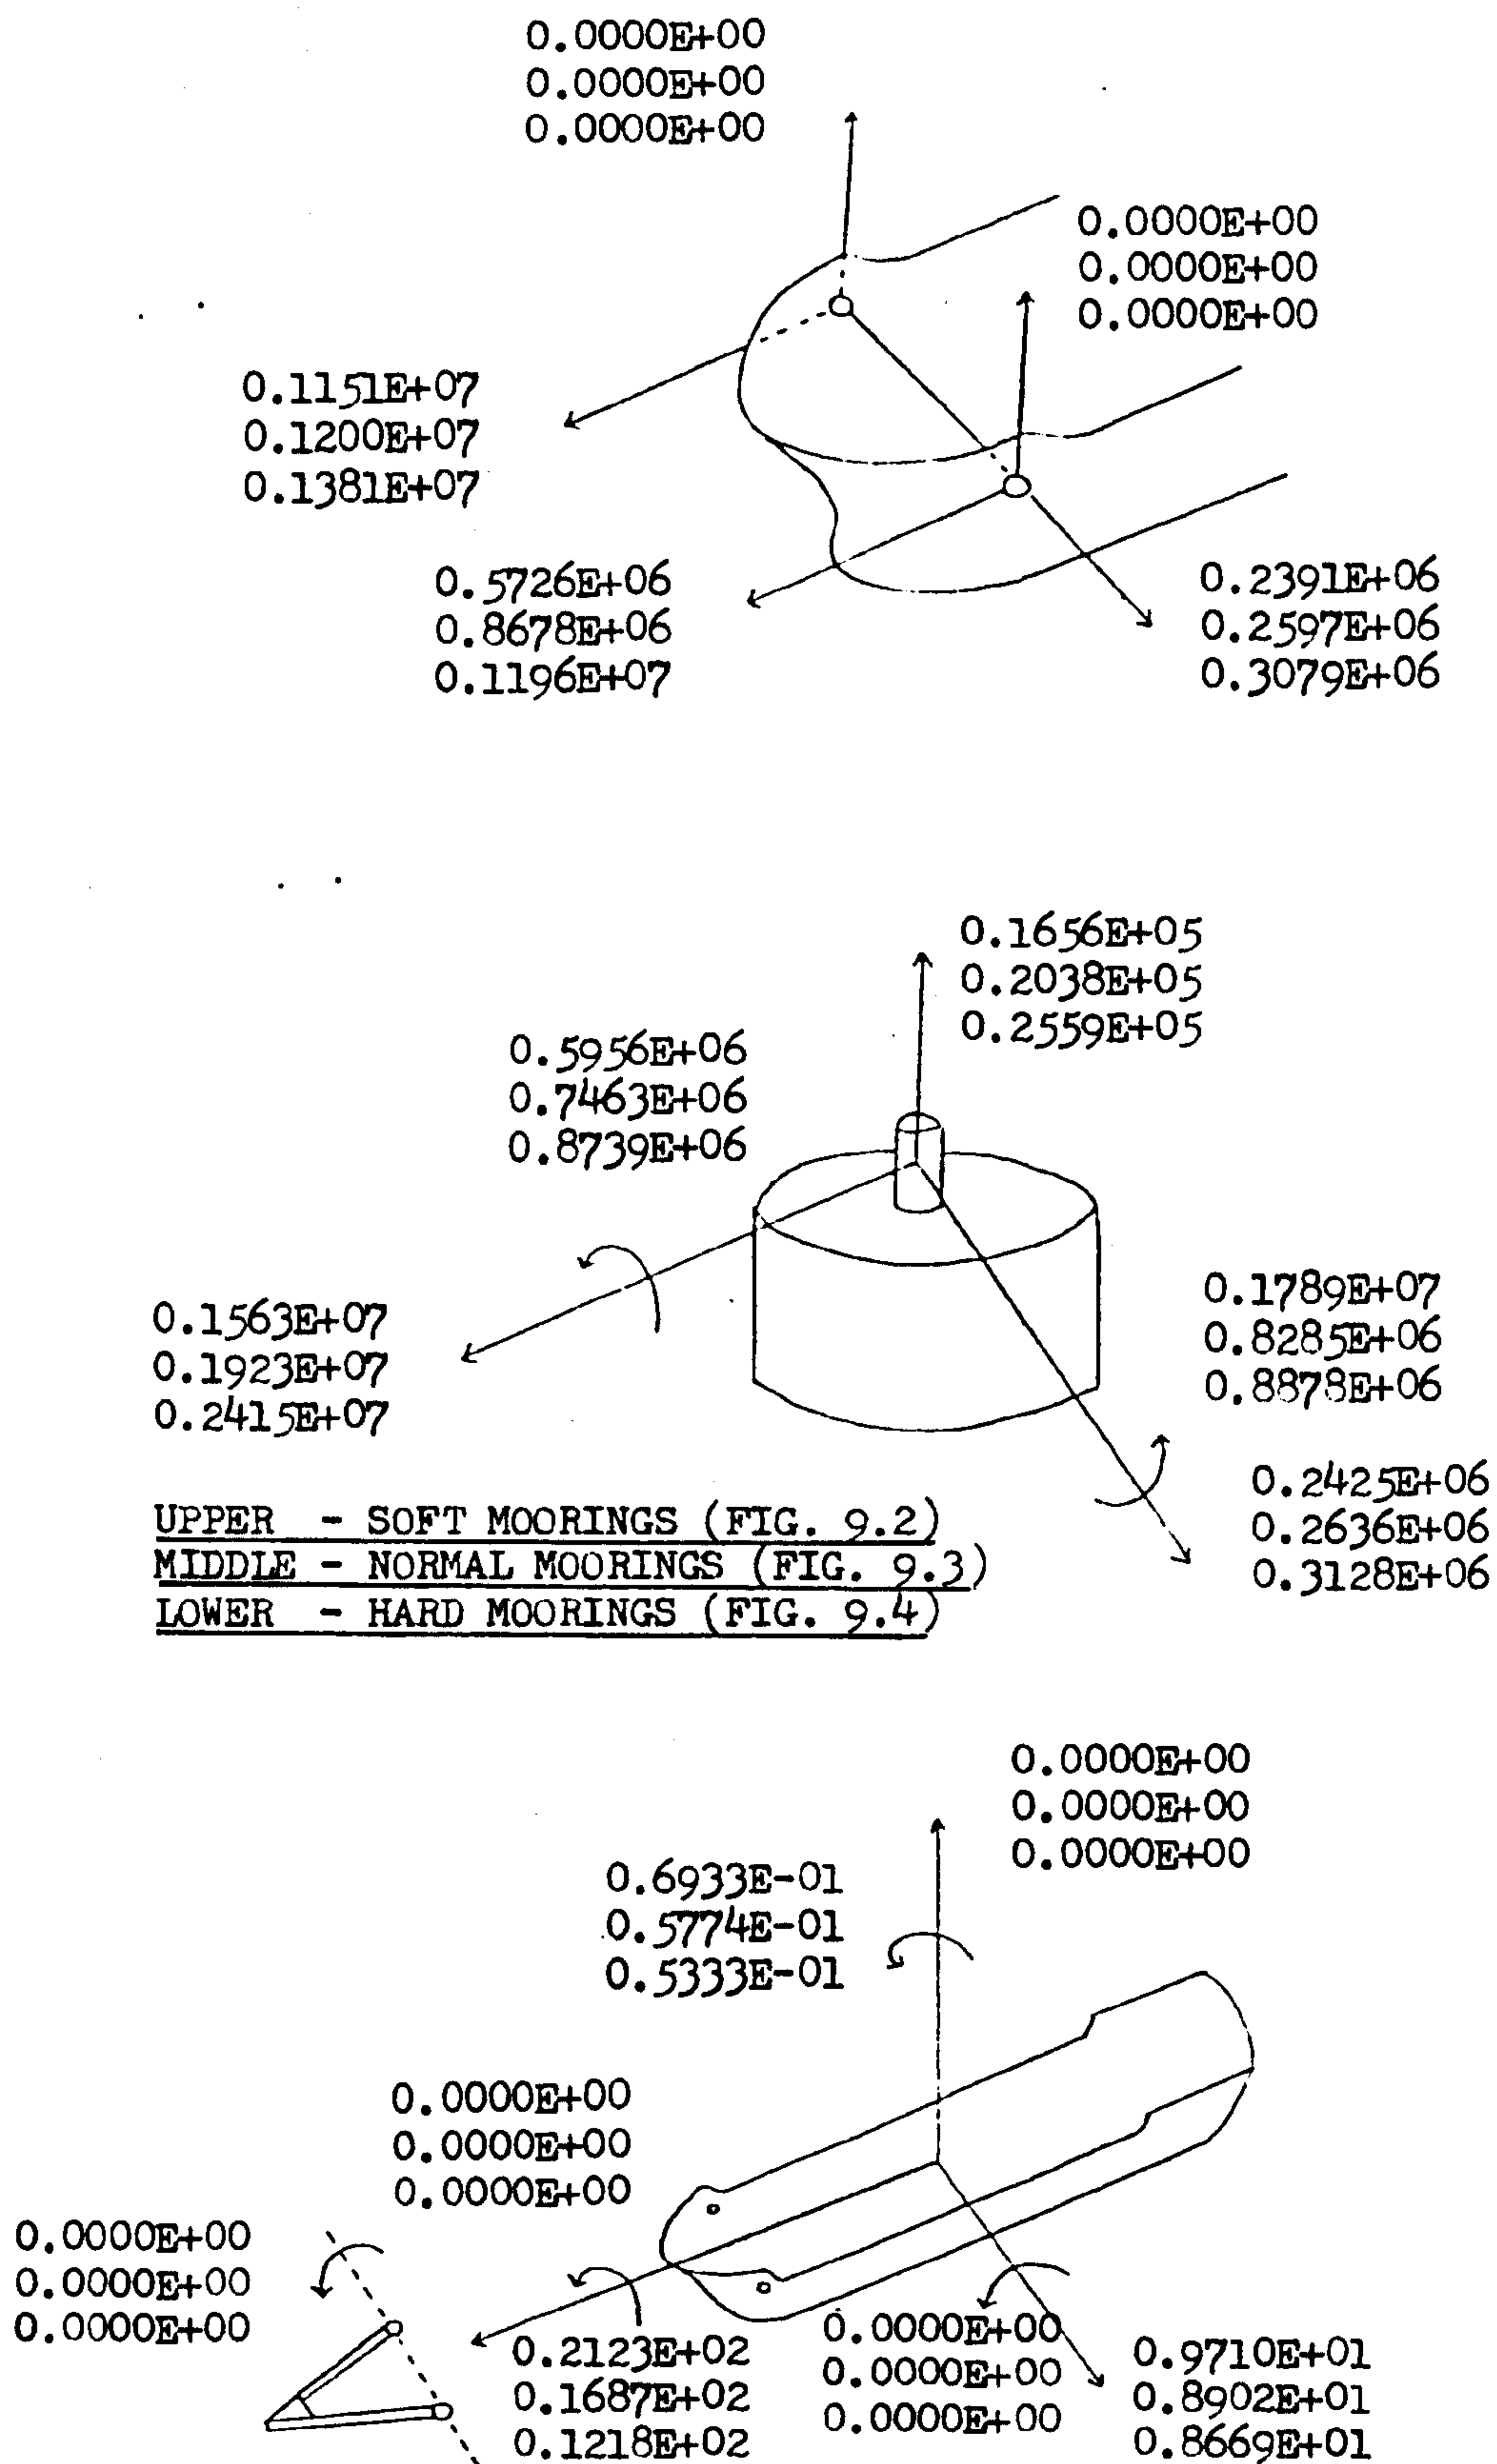 0.0000E+00
0.0000E+00
0.0000E+00
0.0000E+00
0.0000E+00
0.0000E+00
0.1151E+07
0.1200E+07
0.1381E+07
0.5726E+06
0.8678E+06
0.1196E+07
0.2391E+06
0.2597E+06
0.3079E+06
0.1656E+05
0.2038E+05
0.2559E+05
0.5956E+06
0.7463E+06
0.8739E+06
0.1563E+07
0.1923E+07
0.2415E+07
0.1789E+07
0.8285E+06
0.8878E+06
0.2425E+06
0.2636E+06
0.3128E+06
UPPER - SOFT MOORINGS (FIG. 9.2)
MIDDLE - NORMAL MOORINGS (FIG. 9.3)
LOWER - HARD MOORINGS (FIG. 9.4)
0.0000E+00
0.0000E+00
0.0000E+00
0.6933E-01
0.5774E-01
0.5333E-01
0.0000E+00
0.0000E+00
0.0000E+00
0.0000E+00
0.0000E+00
0.0000E+00
0.2123E+02
0.1687E+02
0.1218E+02
0.0000E+00
0.0000E+00
0.0000E+00
0.9710E+01
0.8902E+01
0.8669E+01